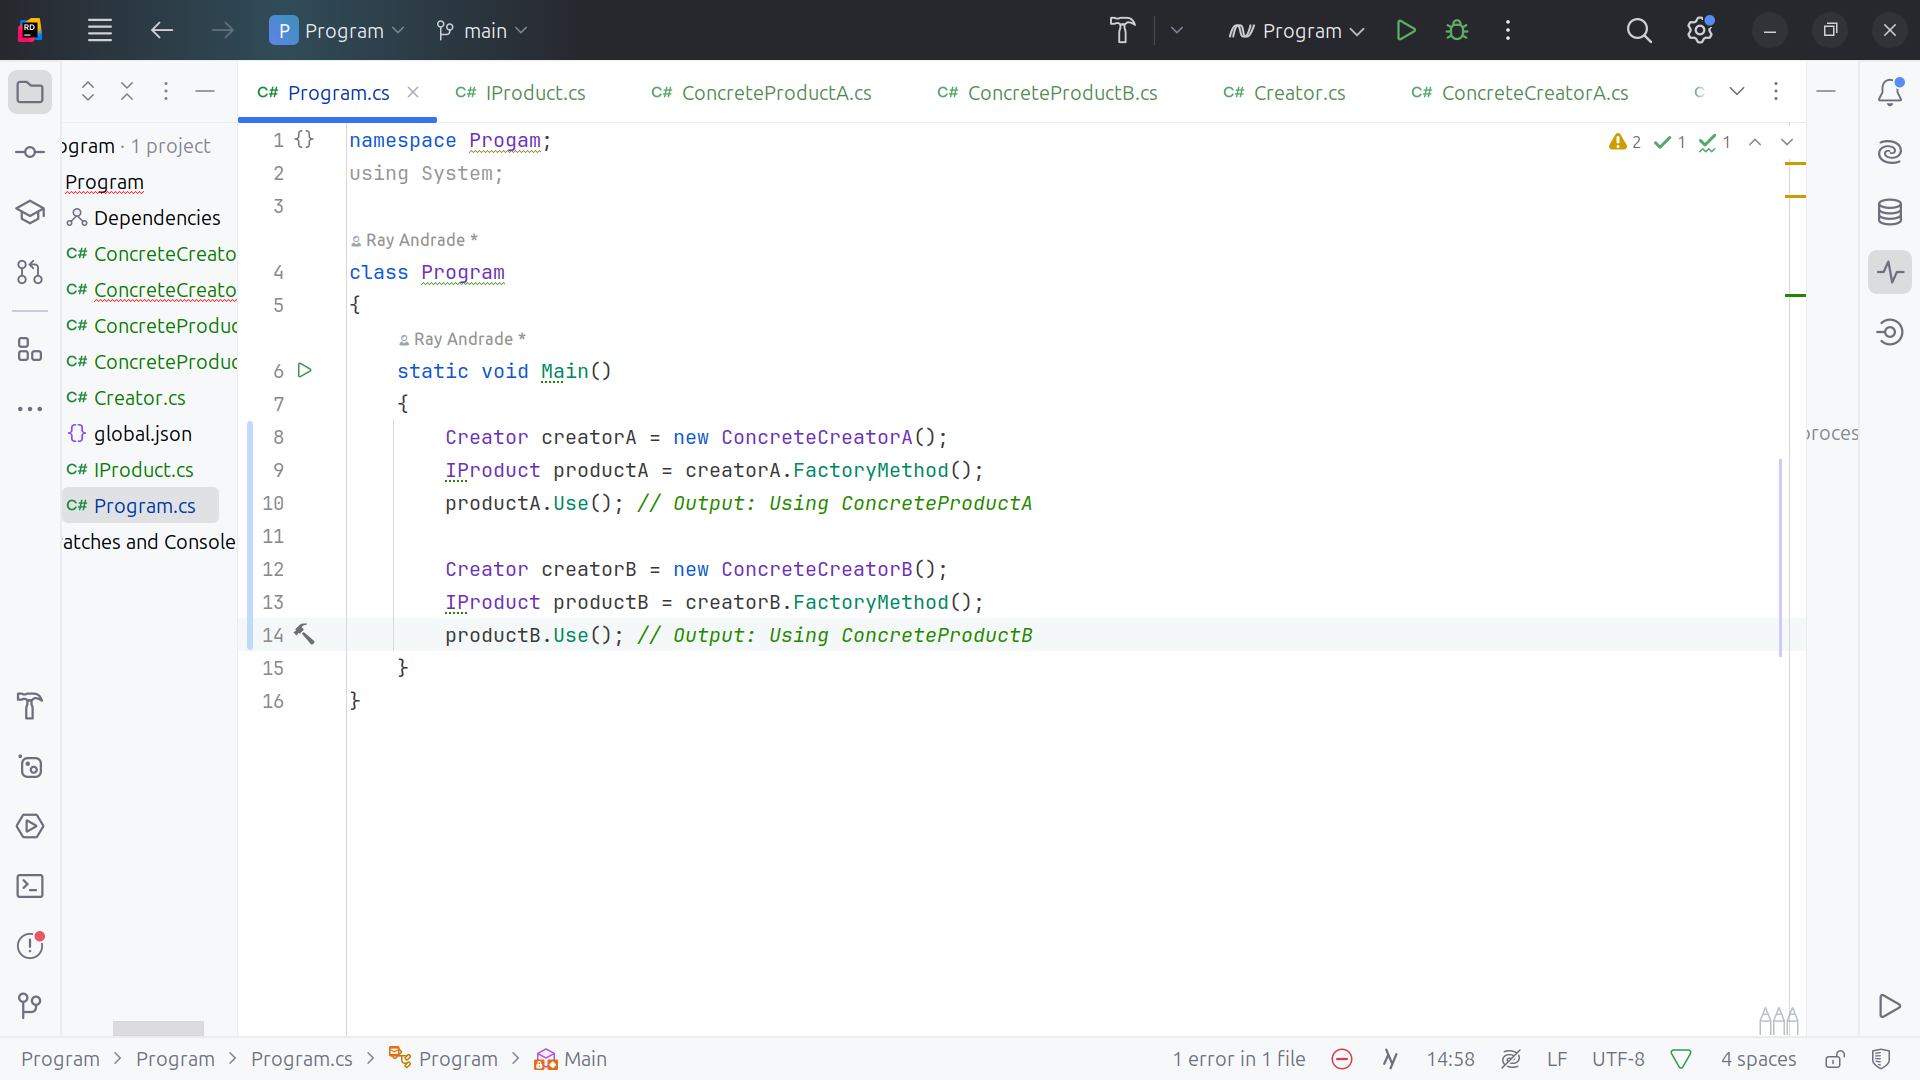 P Program main Program
Program.cs IProduct.cs ConcreteProductA.cs ConcreteProductB.cs Creator.cs ConcreteCreatorA.cs
ogram · 1 project
Program
Dependencies
C# ConcreteCreato
C# ConcreteCreato
C# ConcreteProduc
C# ConcreteProduc
C# Creator.cs
{} global.json
C# IProduct.cs
C# Program.cs
atches and Console
1 {} namespace Progam;
2 using System;
3
Ray Andrade *
4 class Program
5 {
Ray Andrade *
6 static void Main()
7 {
8 Creator creatorA = new ConcreteCreatorA();
9 IProduct productA = creatorA.FactoryMethod();
10 productA.Use(); // Output: Using ConcreteProductA
11
12 Creator creatorB = new ConcreteCreatorB();
13 IProduct productB = creatorB.FactoryMethod();
14 productB.Use(); // Output: Using ConcreteProductB
15 }
16 }
2 1 1
proces
Program > Program > Program.cs > Program > Main
1 error in 1 file 14:58 LF UTF-8 4 spaces